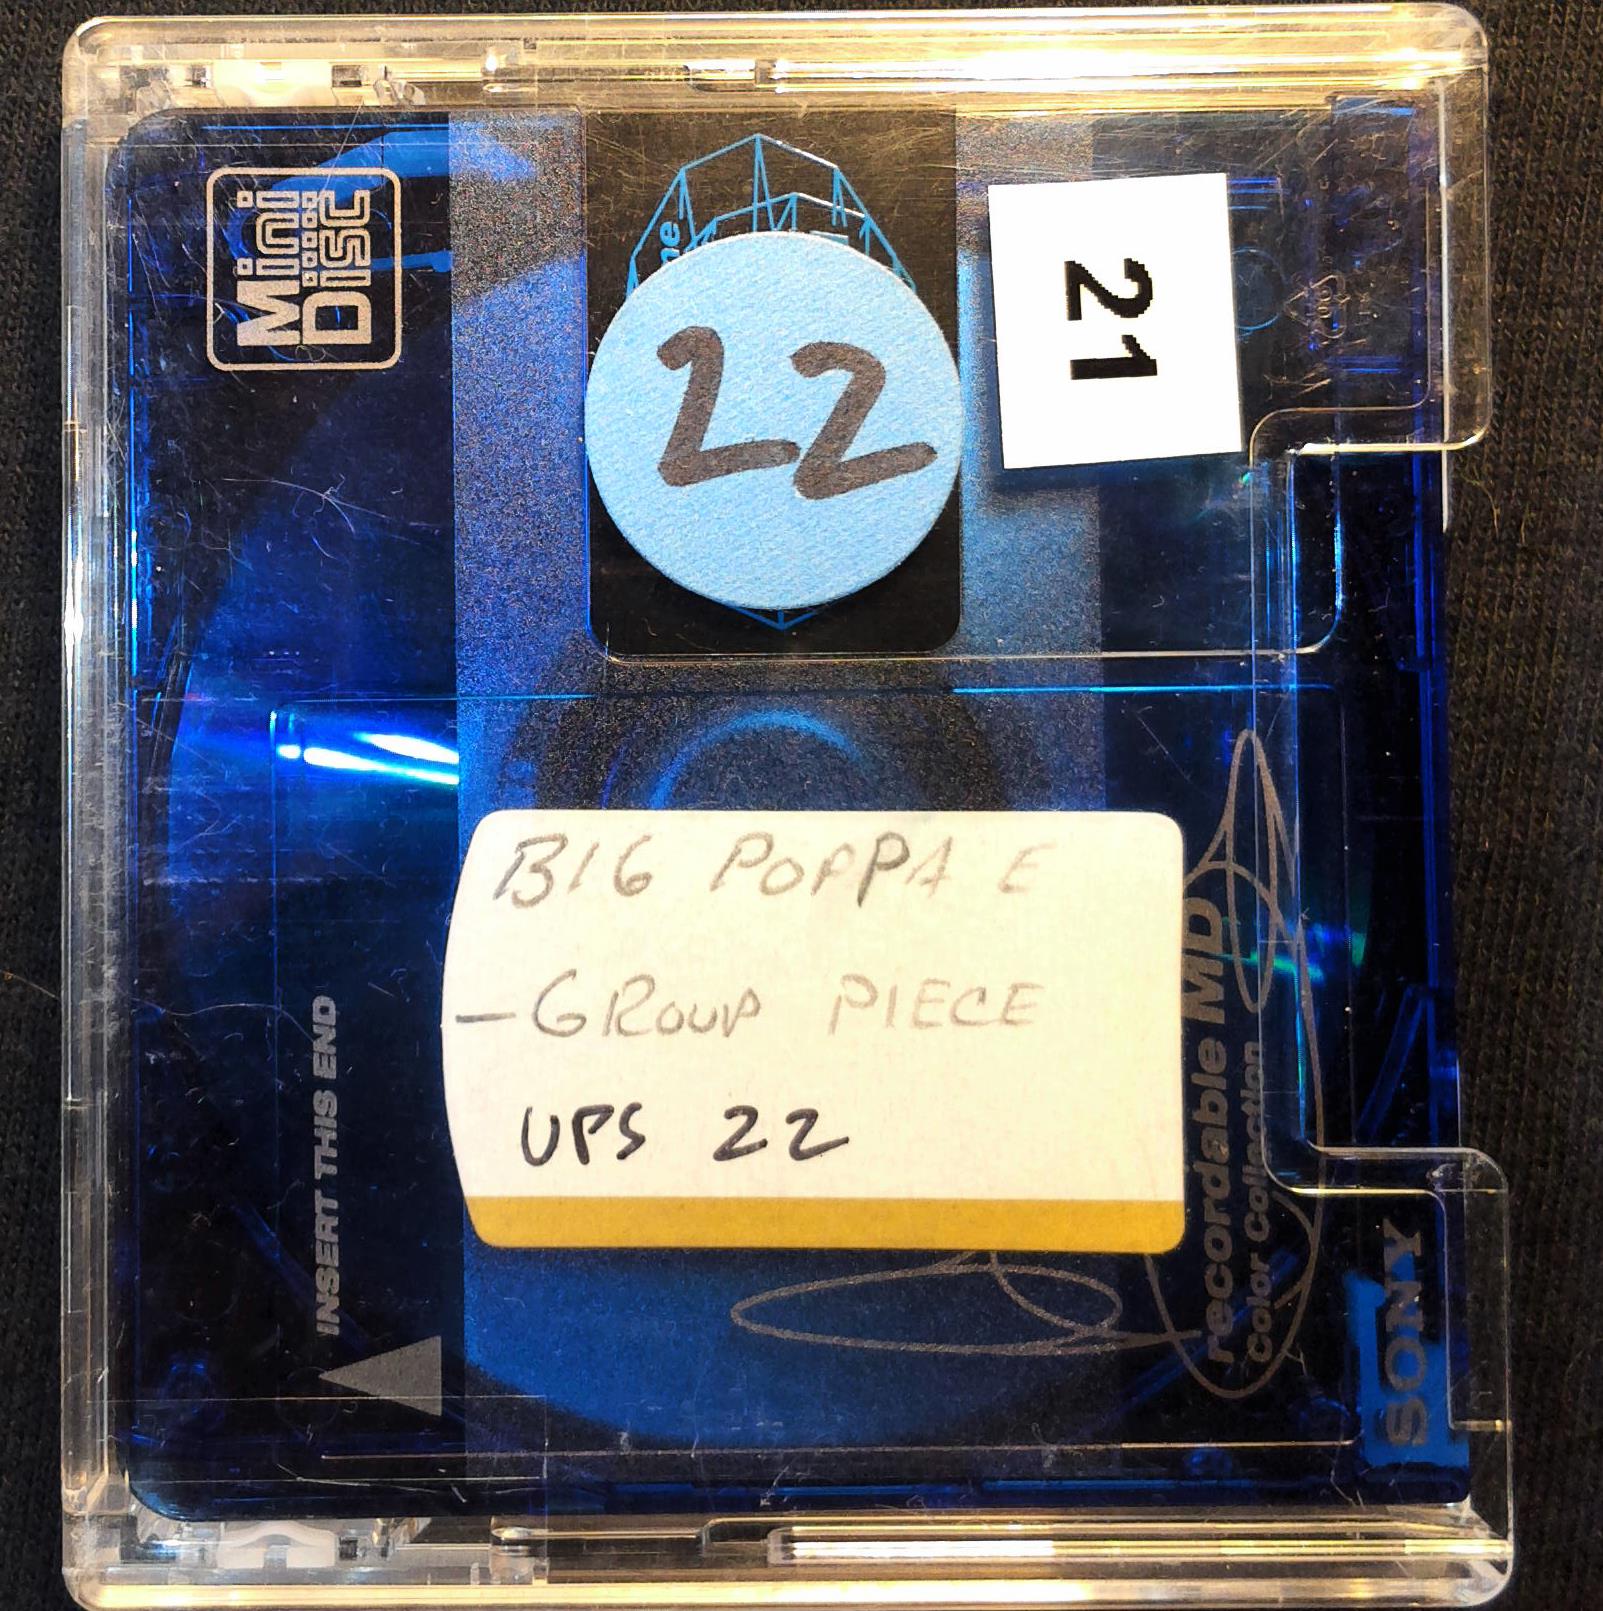 Mini
Disc
22
21
BIG POPPA E
- GROUP PIECE
UPS 22
INSERT THIS END
recordable MD
Color Collection
SONY